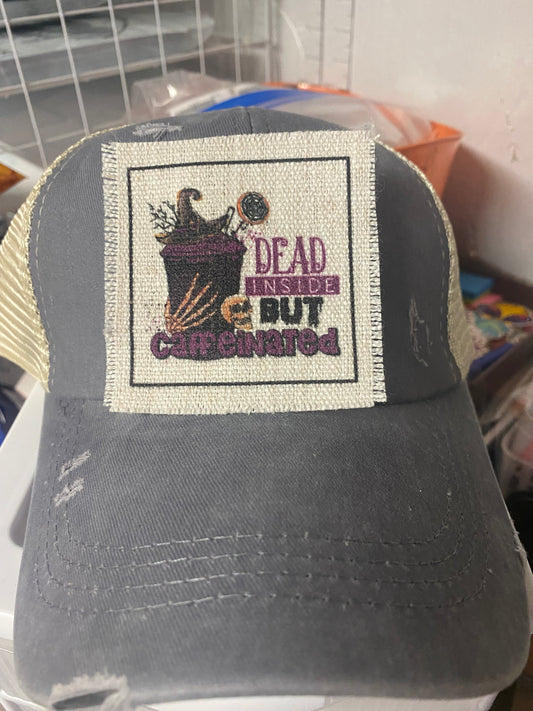 DEAD
INSIDE
BUT
Caffeinated